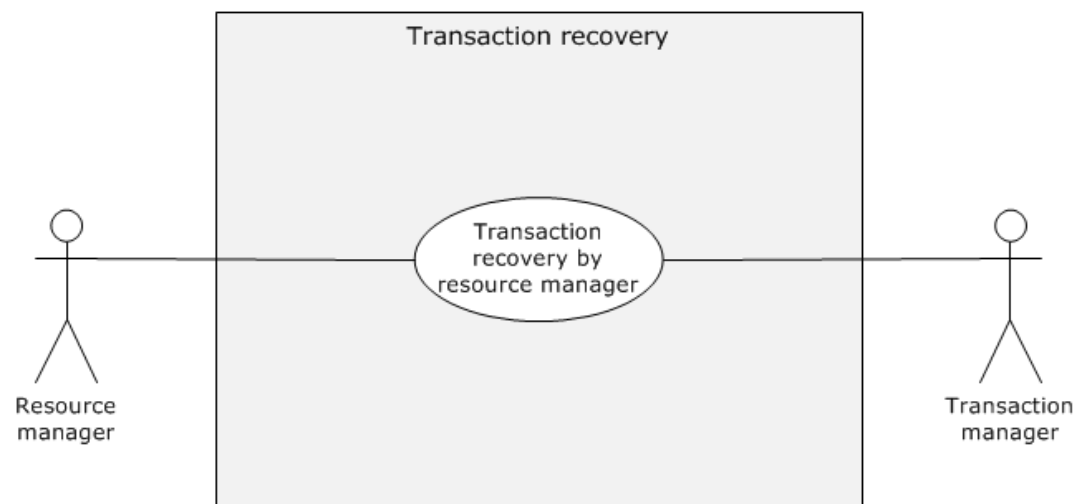 Transaction recovery
Transaction
recovery by
resource manager
Resource
manager
Transaction
manager